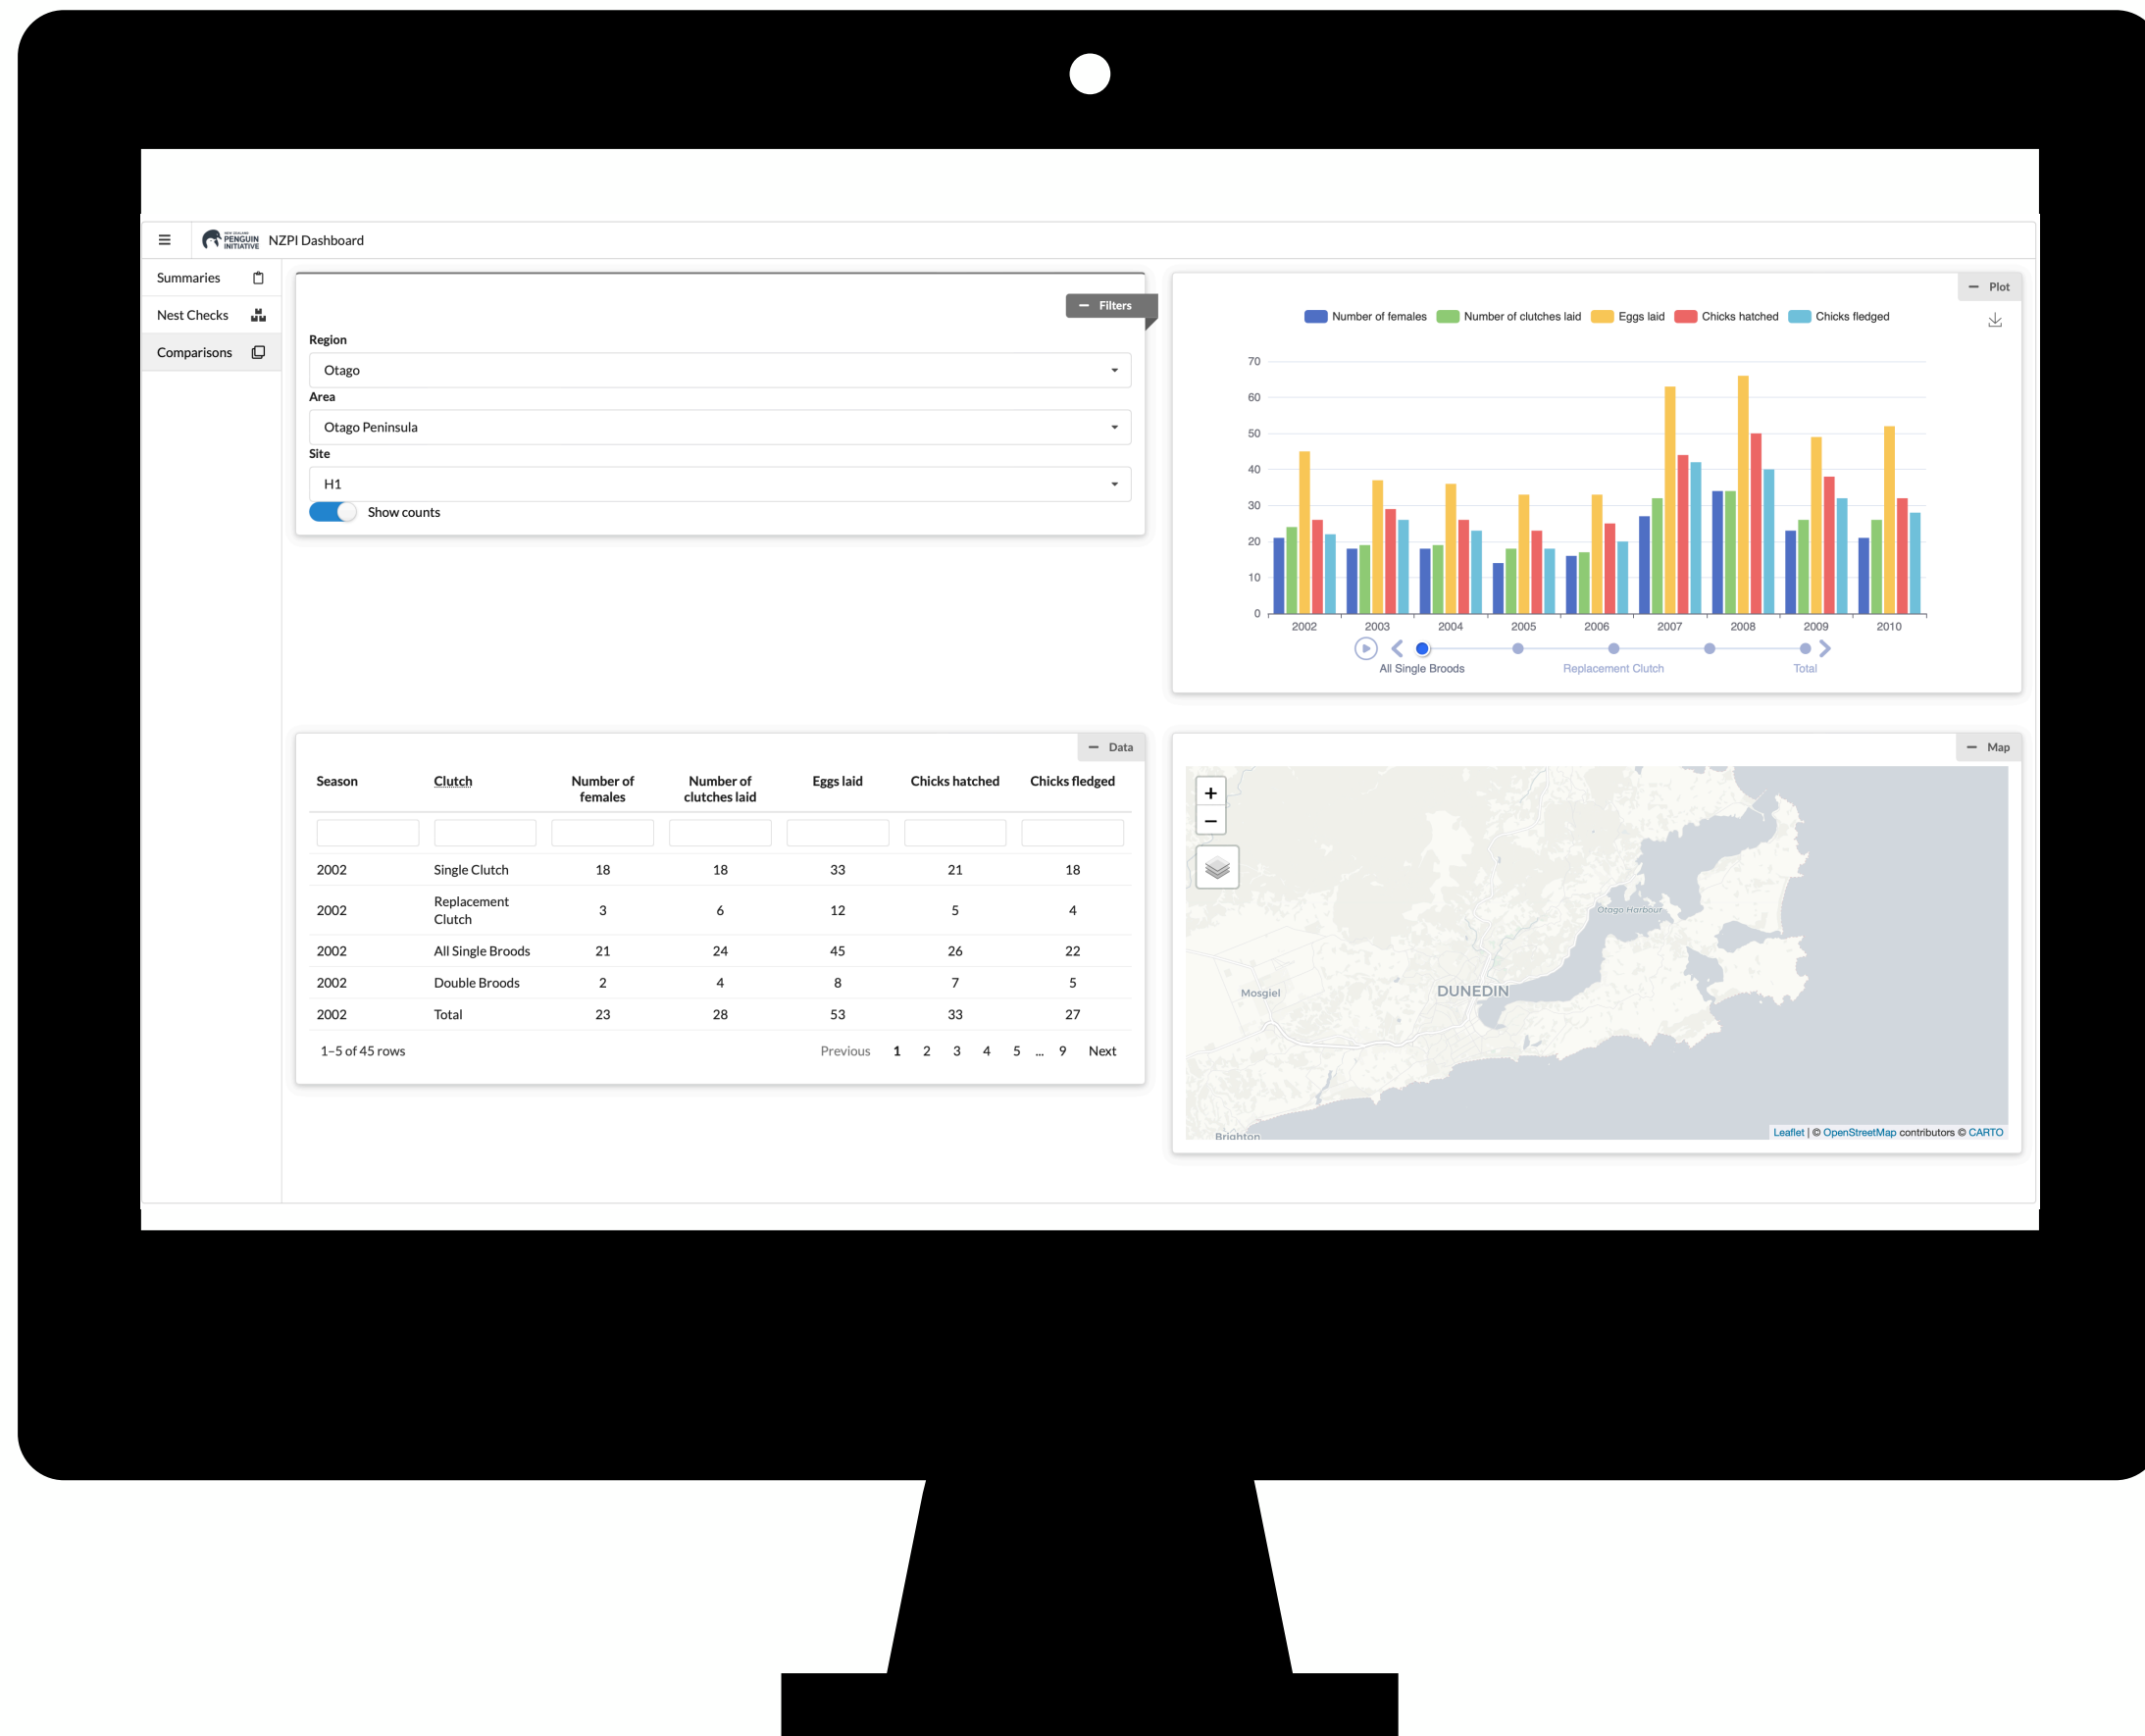 NEW ZEALAND
PENGUIN
INITIATIVE
NZPI Dashboard
Summaries
Nest Checks
Comparisons
Filters
Region
Otago
Area
Otago Peninsula
Site
H1
Show counts
Plot
Number of females Number of clutches laid Eggs laid Chicks hatched Chicks fledged
70
60
50
40
30
20
10
0
2002 2003 2004 2005 2006 2007 2008 2009 2010
All Single Broods Replacement Clutch Total
Data
Season Clutch Number of females Number of clutches laid Eggs laid Chicks hatched Chicks fledged
2002 Single Clutch 18 18 33 21 18
2002 Replacement Clutch 3 6 12 5 4
2002 All Single Broods 21 24 45 26 22
2002 Double Broods 2 4 8 7 5
2002 Total 23 28 53 33 27
1–5 of 45 rows Previous 1 2 3 4 5 ... 9 Next
Map
+
−
Otago Harbour
Mosgiel
DUNEDIN
Brighton
Leaflet | © OpenStreetMap contributors © CARTO